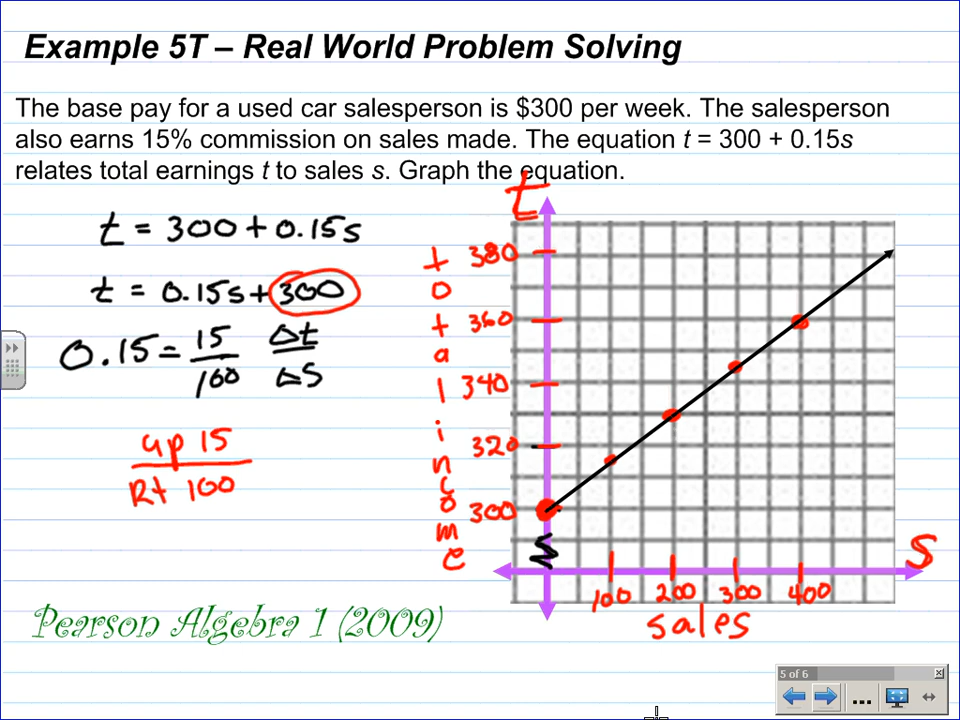 Example 5T – Real World Problem Solving
The base pay for a used car salesperson is $300 per week. The salesperson
also earns 15% commission on sales made. The equation t = 300 + 0.15s
relates total earnings t to sales s. Graph the equation.
t = 300 + 0.15s
t = 0.15s + 300
0.15 = 15/100 Δt/ΔS
up 15
Rt 100
t
total income
380
360
340
320
300
100 200 300 400
s
sales
Pearson Algebra 1 (2009)
5 of 6